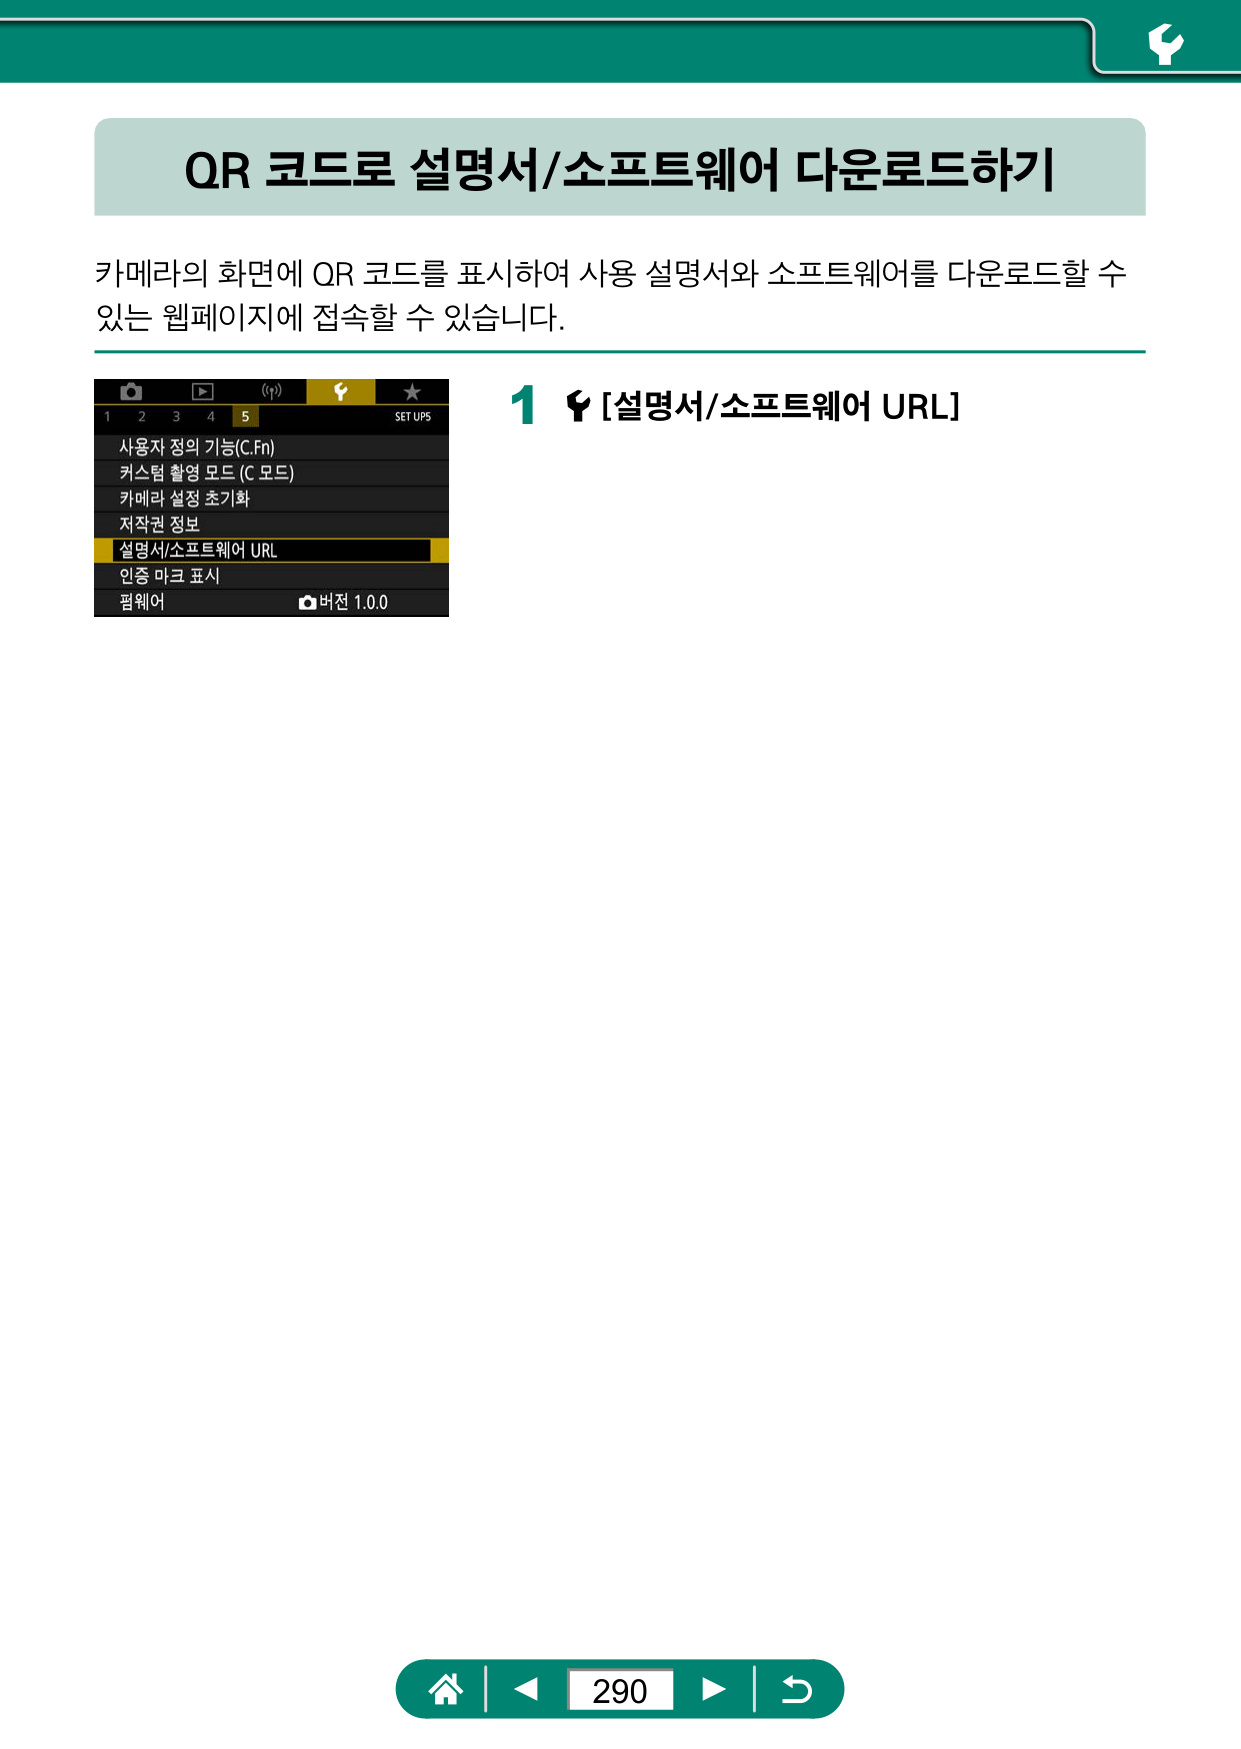 QR 코드로 설명서/소프트웨어 다운로드하기
카메라의 화면에 QR 코드를 표시하여 사용 설명서와 소프트웨어를 다운로드할 수
있는 웹페이지에 접속할 수 있습니다.
1 2 3 4 5 SET UP5
사용자 정의 기능(C.Fn)
커스텀 촬영 모드 (C 모드)
카메라 설정 초기화
저작권 정보
설명서/소프트웨어 URL
인증 마크 표시
펌웨어 버전 1.0.0
1 [설명서/소프트웨어 URL]
290